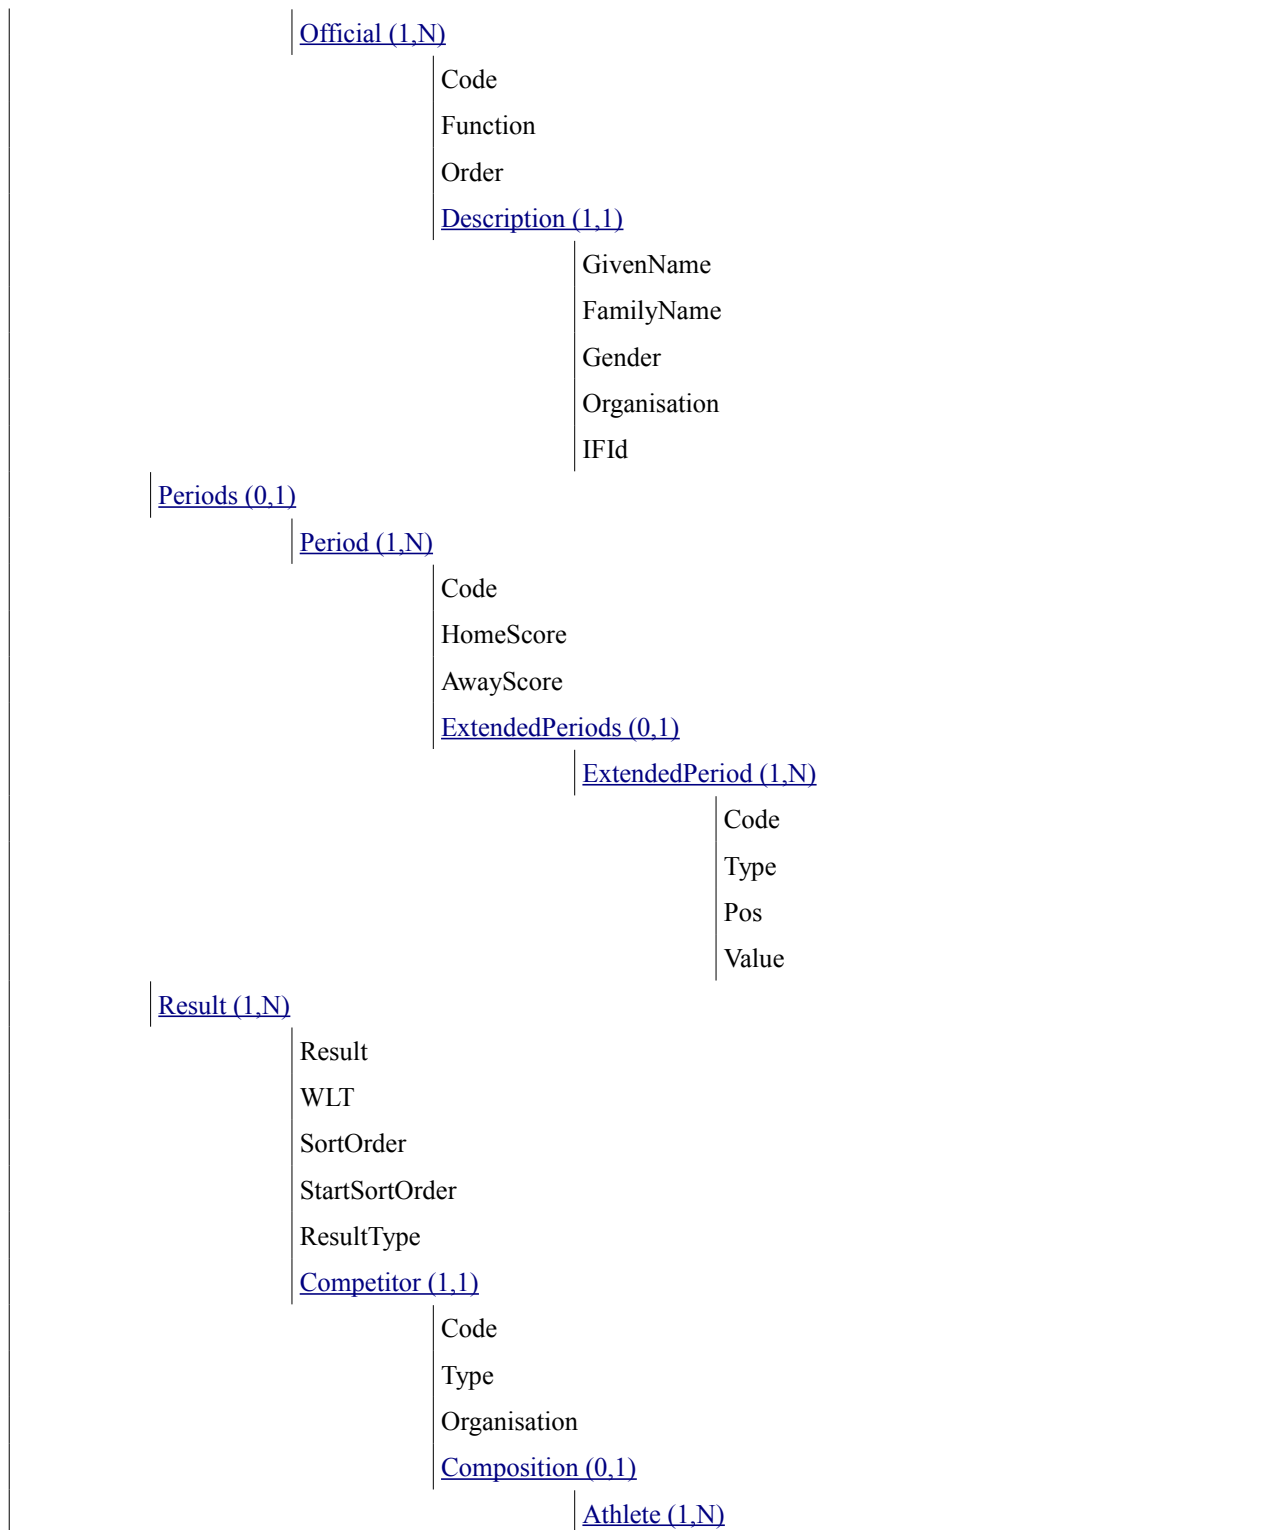 Official (1,N)
Code
Function
Order
Description (1,1)
GivenName
FamilyName
Gender
Organisation
IFId
Periods (0,1)
Period (1,N)
Code
HomeScore
AwayScore
ExtendedPeriods (0,1)
ExtendedPeriod (1,N)
Code
Type
Pos
Value
Result (1,N)
Result
WLT
SortOrder
StartSortOrder
ResultType
Competitor (1,1)
Code
Type
Organisation
Composition (0,1)
Athlete (1,N)